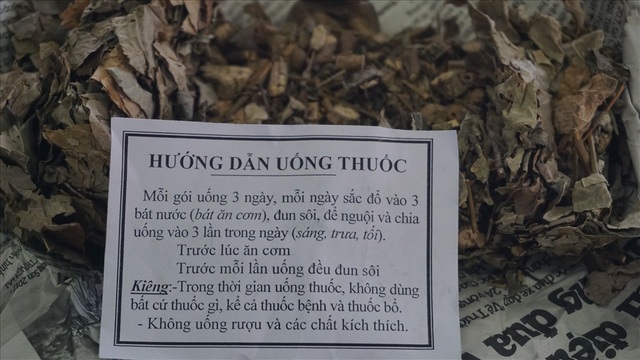 HƯỚNG DẪN UỐNG THUỐC
Mỗi gói uống 3 ngày, mỗi ngày sắc đổ vào 3
bát nước (bát ăn cơm), đun sôi, để nguội và chia
uống vào 3 lần trong ngày (sáng, trưa, tối).
Trước lúc ăn cơm
Trước mỗi lần uống đều đun sôi
Kiêng:-Trong thời gian uống thuốc, không dùng
bất cứ thuốc gì, kể cả thuốc bệnh và thuốc bổ.
- Không uống rượu và các chất kích thích.